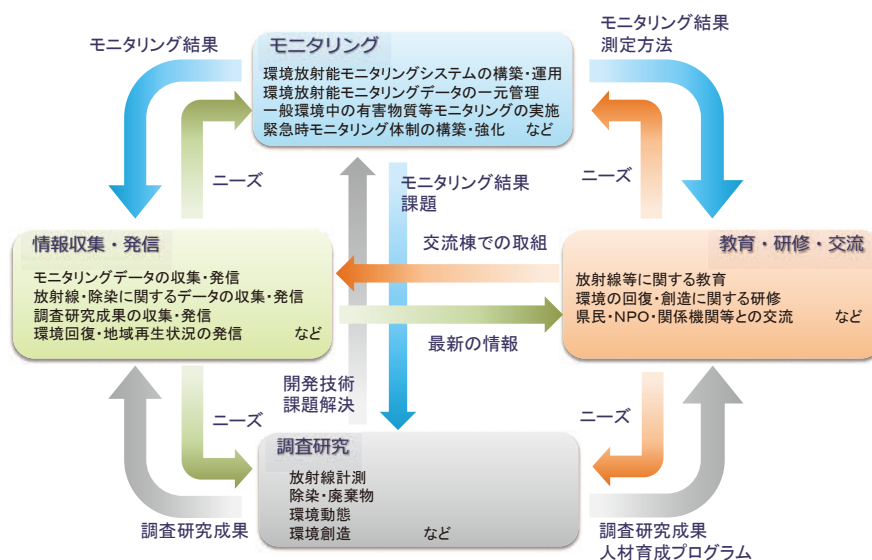 モニタリング結果
モニタリング
環境放射能モニタリングシステムの構築・運用
環境放射能モニタリングデータの一元管理
一般環境中の有害物質等モニタリングの実施
緊急時モニタリング体制の構築・強化　など
モニタリング結果
測定方法
ニーズ
モニタリング結果
課題
ニーズ
情報収集・発信
モニタリングデータの収集・発信
放射線・除染に関するデータの収集・発信
調査研究成果の収集・発信
環境回復・地域再生状況の発信　など
交流棟での取組
最新の情報
教育・研修・交流
放射線等に関する教育
環境の回復・創造に関する研修
県民・NPO・関係機関等との交流　など
ニーズ
開発技術
課題解決
ニーズ
調査研究成果
調査研究
放射線計測
除染・廃棄物
環境動態
環境創造　など
調査研究成果
人材育成プログラム